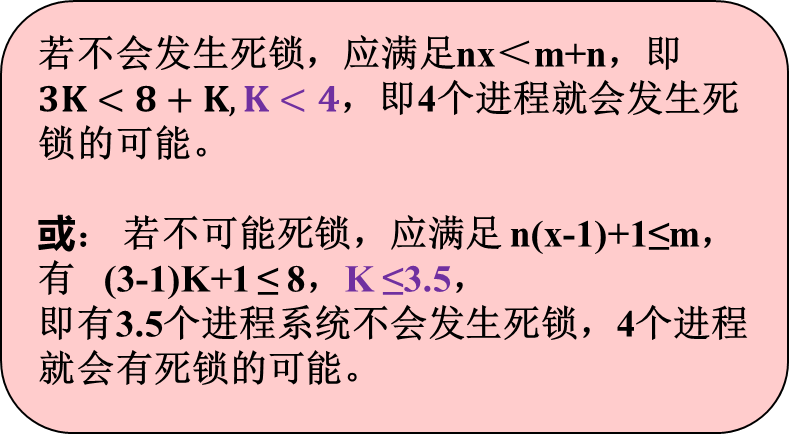 若不会发生死锁，应满足nx＜m+n，即
3K < 8 + K, K < 4，即4个进程就会发生死
锁的可能。
或： 若不可能死锁，应满足 n(x-1)+1≤m，
有 (3-1)K+1 ≤ 8，K ≤3.5，
即有3.5个进程系统不会发生死锁，4个进程
就会有死锁的可能。